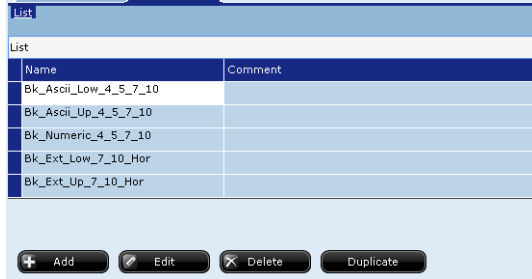 List
List
Name Comment
Bk_Ascii_Low_4_5_7_10
Bk_Ascii_Up_4_5_7_10
Bk_Numeric_4_5_7_10
Bk_Ext_Low_7_10_Hor
Bk_Ext_Up_7_10_Hor
Add Edit Delete Duplicate